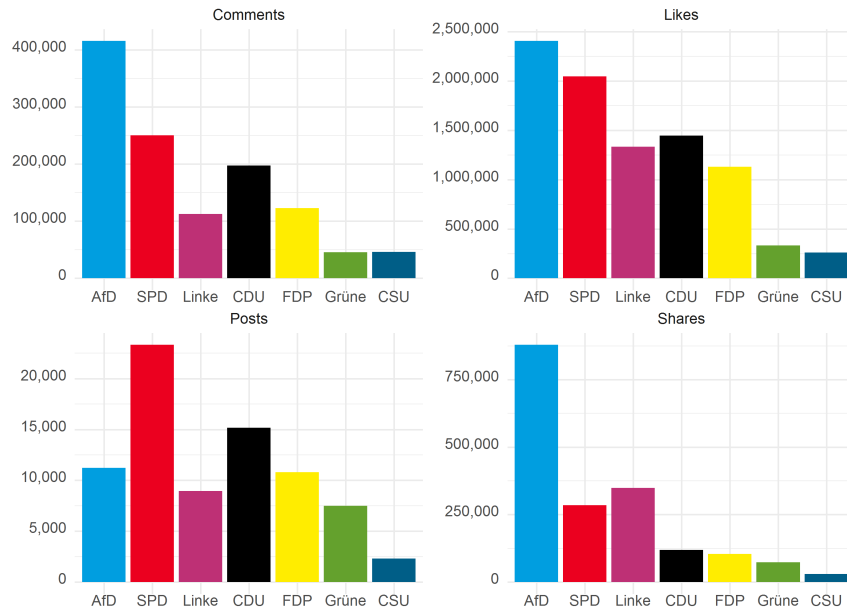 Comments
400,000
300,000
200,000
100,000
0
AfD SPD Linke CDU FDP Grüne CSU
Likes
2,500,000
2,000,000
1,500,000
1,000,000
500,000
0
AfD SPD Linke CDU FDP Grüne CSU
Posts
20,000
15,000
10,000
5,000
0
AfD SPD Linke CDU FDP Grüne CSU
Shares
750,000
500,000
250,000
0
AfD SPD Linke CDU FDP Grüne CSU